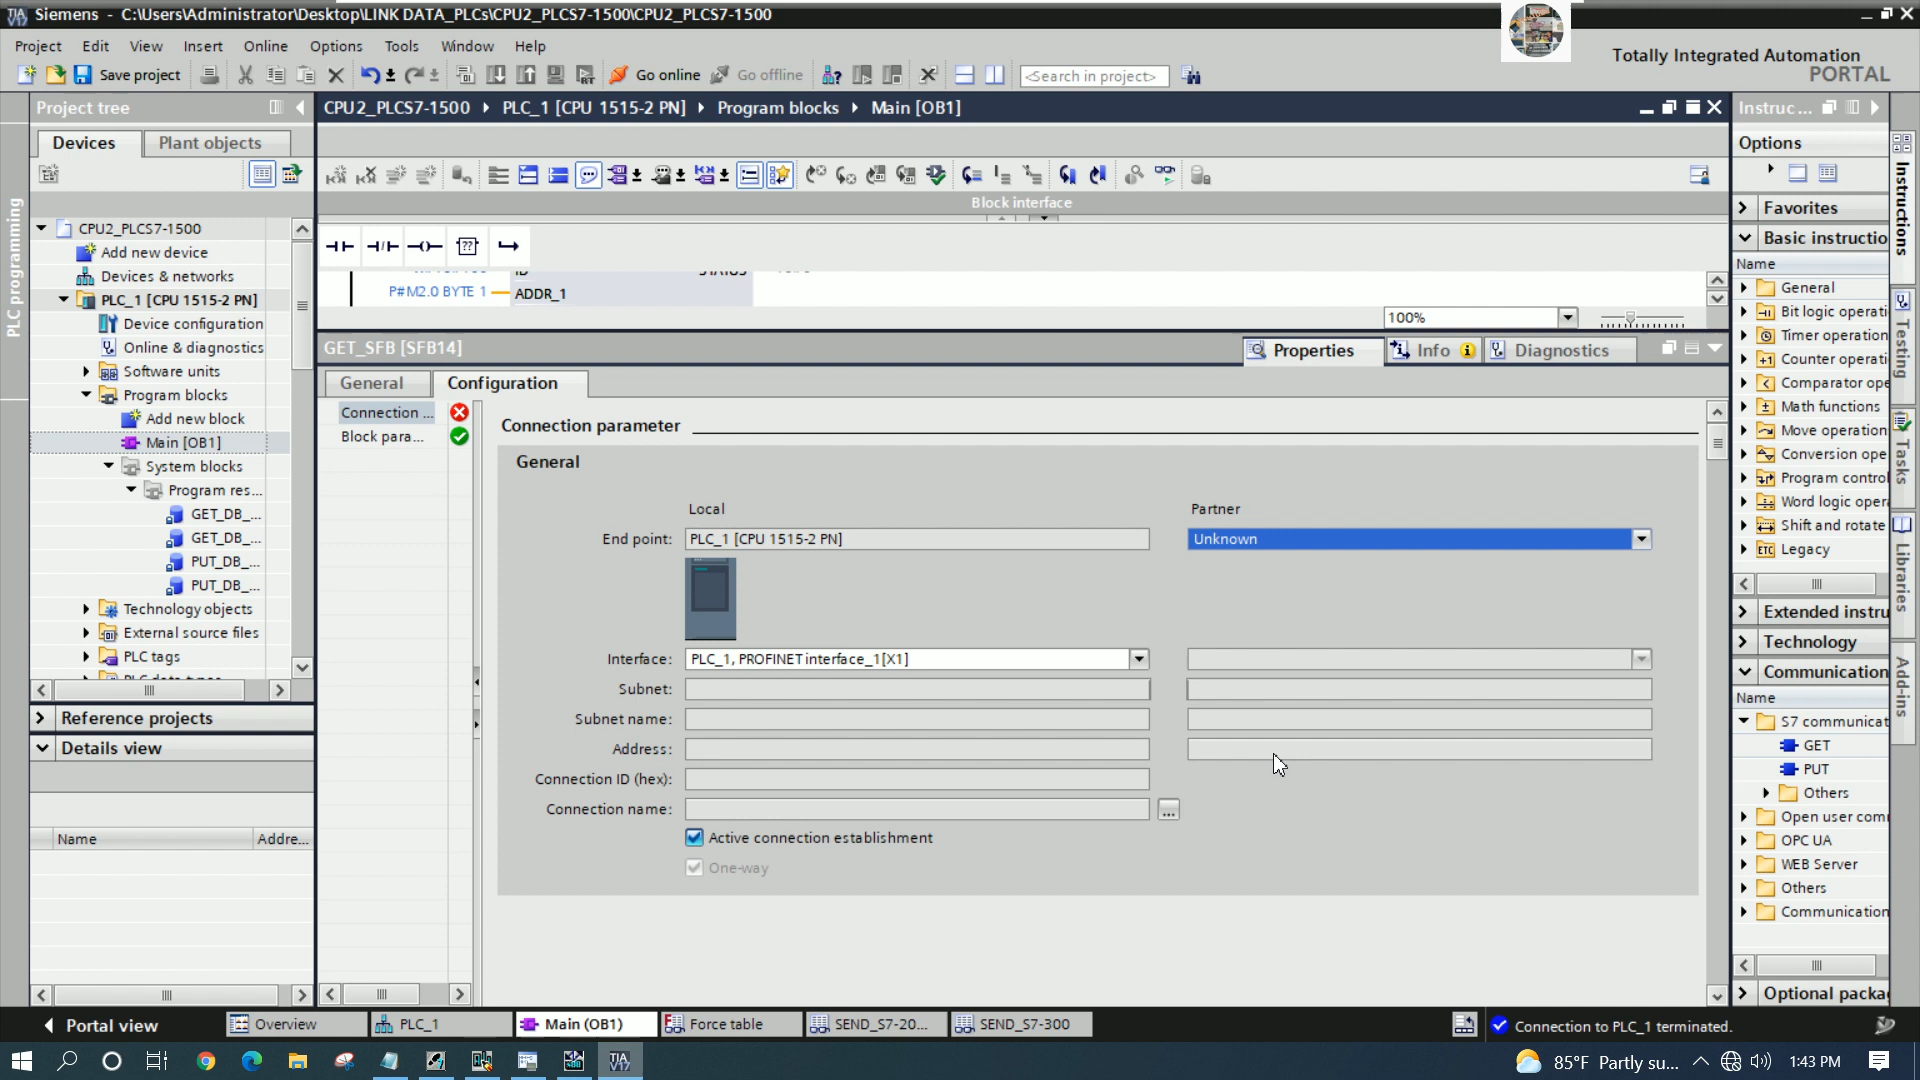 Siemens - C:\Users\Administrator\Desktop\LINK DATA_PLCs\CPU2_PLCS7-1500\CPU2_PLCS7-1500
Project Edit View Insert Online Options Tools Window Help
Totally Integrated Automation
PORTAL
Save project
Go online
Go offline
<Search in project>
Project tree
CPU2_PLCS7-1500 PLC_1 [CPU 1515-2 PN] Program blocks Main [OB1]
Instruc ...
Devices
Plant objects
Options
Block interface
PLC programming
CPU2_PLCS7-1500
Add new device
Devices & networks
PLC_1 [CPU 1515-2 PN]
Device configuration
Online & diagnostics
Software units
Program blocks
Add new block
Main [OB1]
System blocks
Program res...
GET_DB_...
GET_DB_...
PUT_DB_...
PUT_DB_...
Technology objects
External source files
PLC tags
Reference projects
Details view
Name Addre...
??
P#M2.0 BYTE 1 ADDR_1
100%
GET_SFB [SFB14]
Properties
Info
Diagnostics
General
Configuration
Connection ...
Block para...
Connection parameter
General
Local
Partner
End point: PLC_1 [CPU 1515-2 PN]
Unknown
Interface: PLC_1, PROFINET interface_1[X1]
Subnet:
Subnet name:
Address:
Connection ID (hex):
Connection name:
...
Active connection establishment
One-way
Favorites
Basic instructio
Name
General
Bit logic operati
Timer operation
Counter operati
Comparator ope
Math functions
Move operation
Conversion ope
Program control
Word logic oper
Shift and rotate
Legacy
Extended instru
Technology
Communication
Name
S7 communicat
GET
PUT
Others
Open user comm
OPC UA
WEB Server
Others
Communication
Optional packa
Instructions
Testing
Tasks
Libraries
Add-ins
Portal view
Overview
PLC_1
Main (OB1)
Force table
SEND_S7-20...
SEND_S7-300
Connection to PLC_1 terminated.
85°F Partly su...
1:43 PM